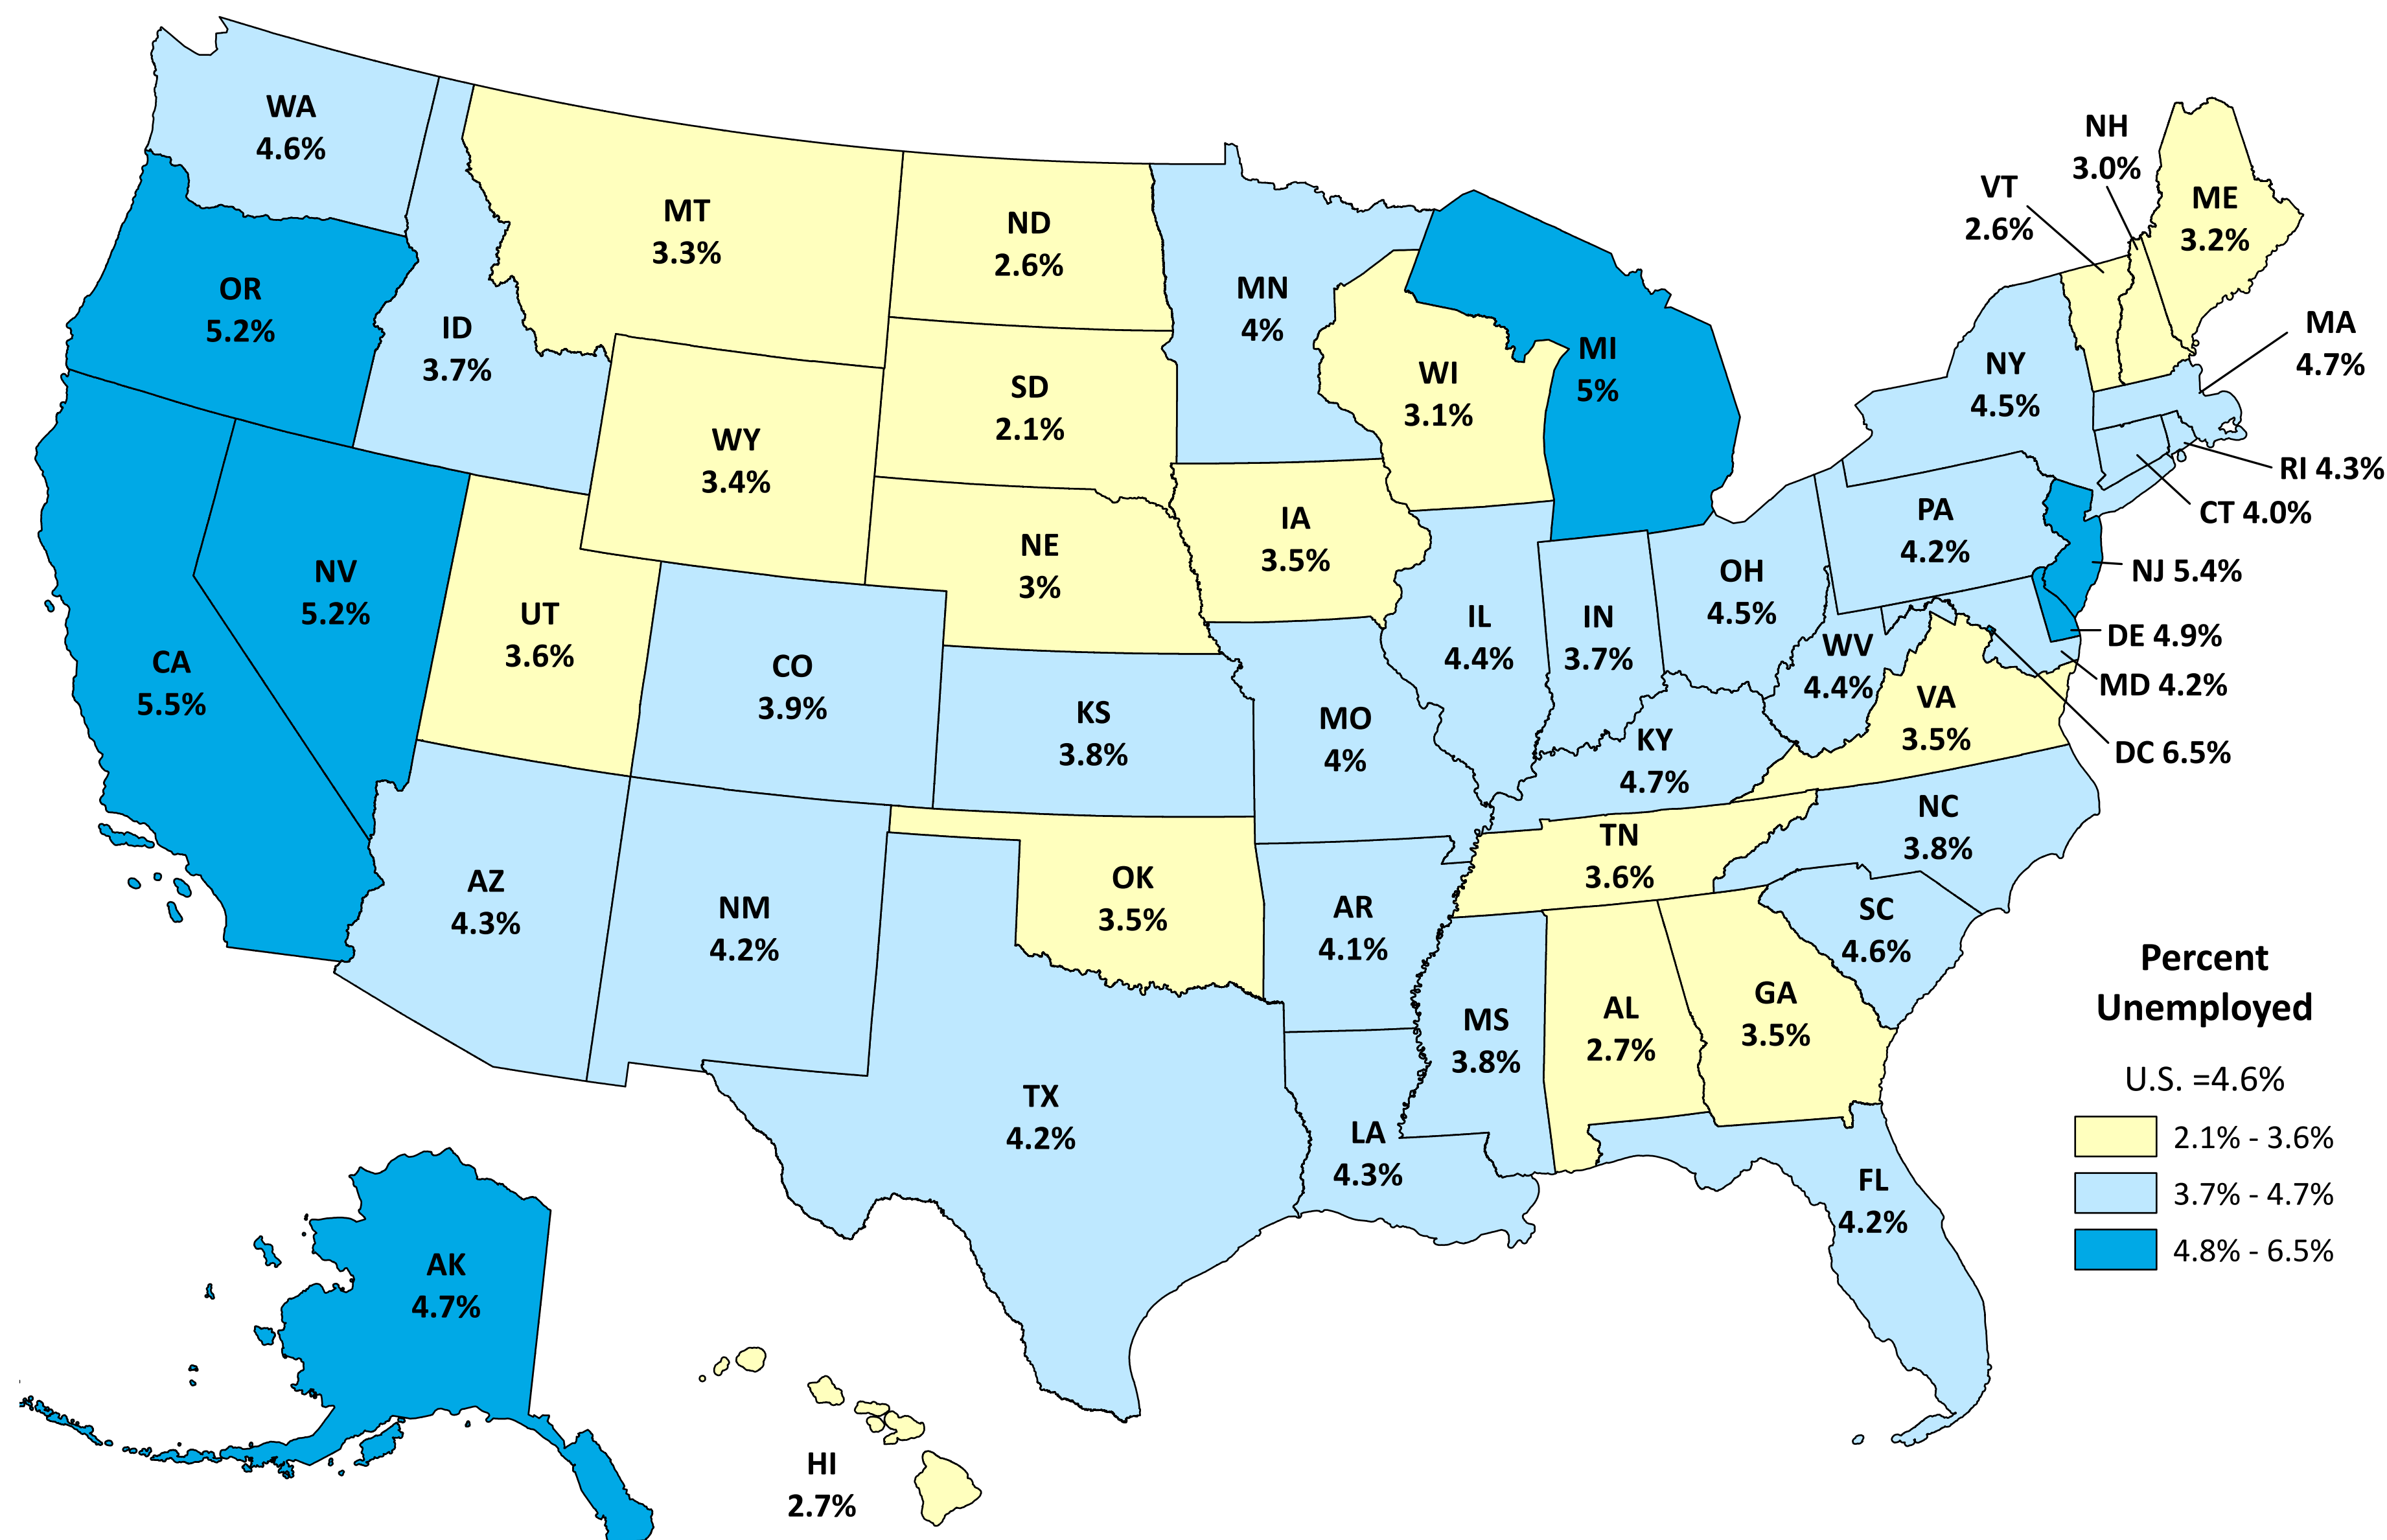 WA
4.6%
OR
5.2%
ID
3.7%
MT
3.3%
ND
2.6%
MN
4%
SD
2.1%
WI
3.1%
MI
5%
WY
3.4%
NE
3%
IA
3.5%
VT
2.6%
NH
3.0%
ME
3.2%
MA
4.7%
NY
4.5%
RI 4.3%
CT 4.0%
PA
4.2%
NJ 5.4%
DE 4.9%
MD 4.2%
DC 6.5%
CA
5.5%
NV
5.2%
UT
3.6%
CO
3.9%
KS
3.8%
MO
4%
IL
4.4%
IN
3.7%
OH
4.5%
WV
4.4%
VA
3.5%
KY
4.7%
NC
3.8%
TN
3.6%
SC
4.6%
AZ
4.3%
NM
4.2%
OK
3.5%
AR
4.1%
MS
3.8%
AL
2.7%
GA
3.5%
TX
4.2%
LA
4.3%
FL
4.2%
AK
4.7%
HI
2.7%
Percent
Unemployed
U.S. =4.6%
2.1% - 3.6%
3.7% - 4.7%
4.8% - 6.5%